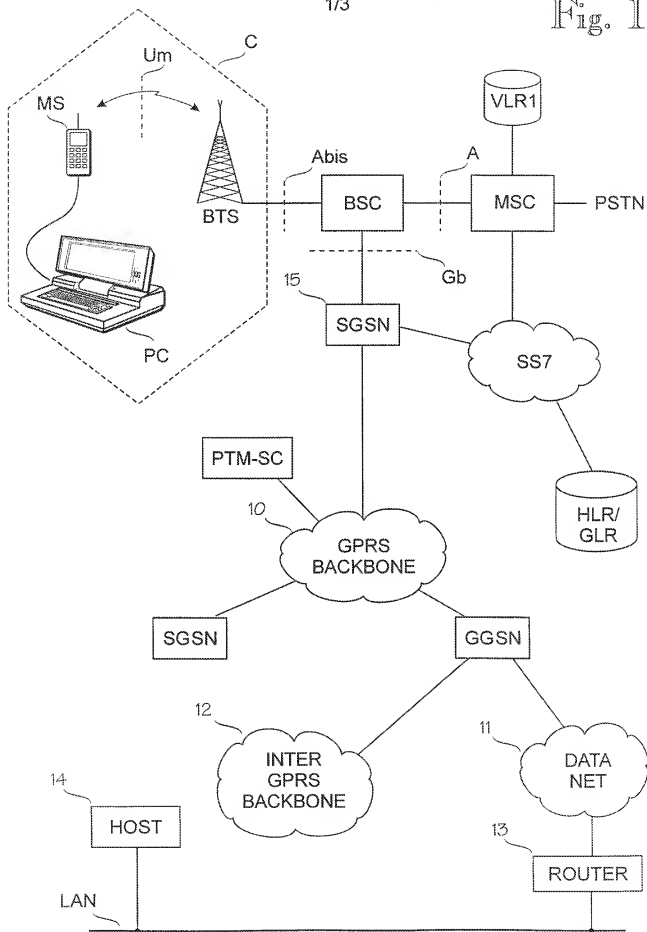 1/3
Fig. 1
C
Um
MS
BTS
PC
Abis
A
VLR1
BSC
MSC
PSTN
Gb
15
SGSN
SS7
PTM-SC
HLR/
GLR
10
GPRS
BACKBONE
SGSN
GGSN
12
INTER
GPRS
BACKBONE
11
DATA
NET
14
HOST
13
ROUTER
LAN